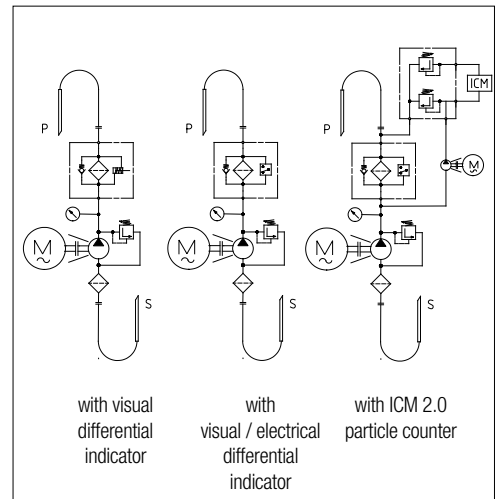 P
P
P
ICM
M
~
M
~
M
~
M
~
S
S
S
with visual
differential
indicator
with
visual / electrical
differential
indicator
with ICM 2.0
particle counter